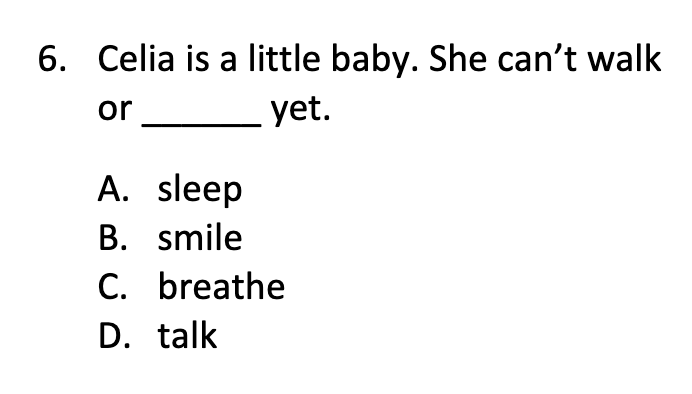 6. Celia is a little baby. She can’t walk
or ______ yet.
A. sleep
B. smile
C. breathe
D. talk